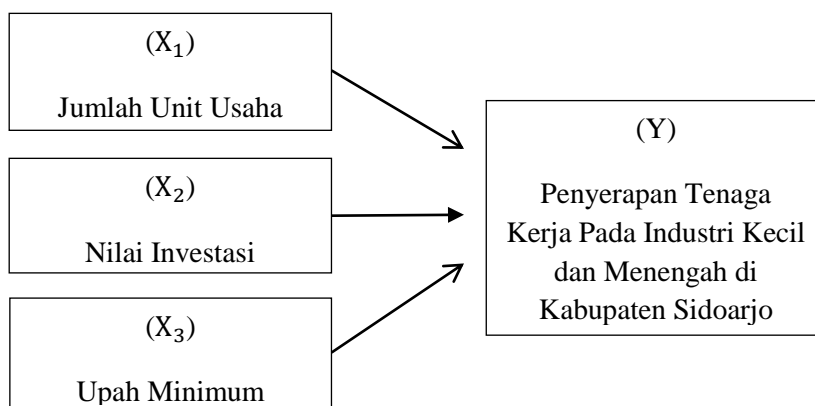 (X₁)
Jumlah Unit Usaha
(X₂)
Nilai Investasi
(X₃)
Upah Minimum
(Y)
Penyerapan Tenaga
Kerja Pada Industri Kecil
dan Menengah di
Kabupaten Sidoarjo